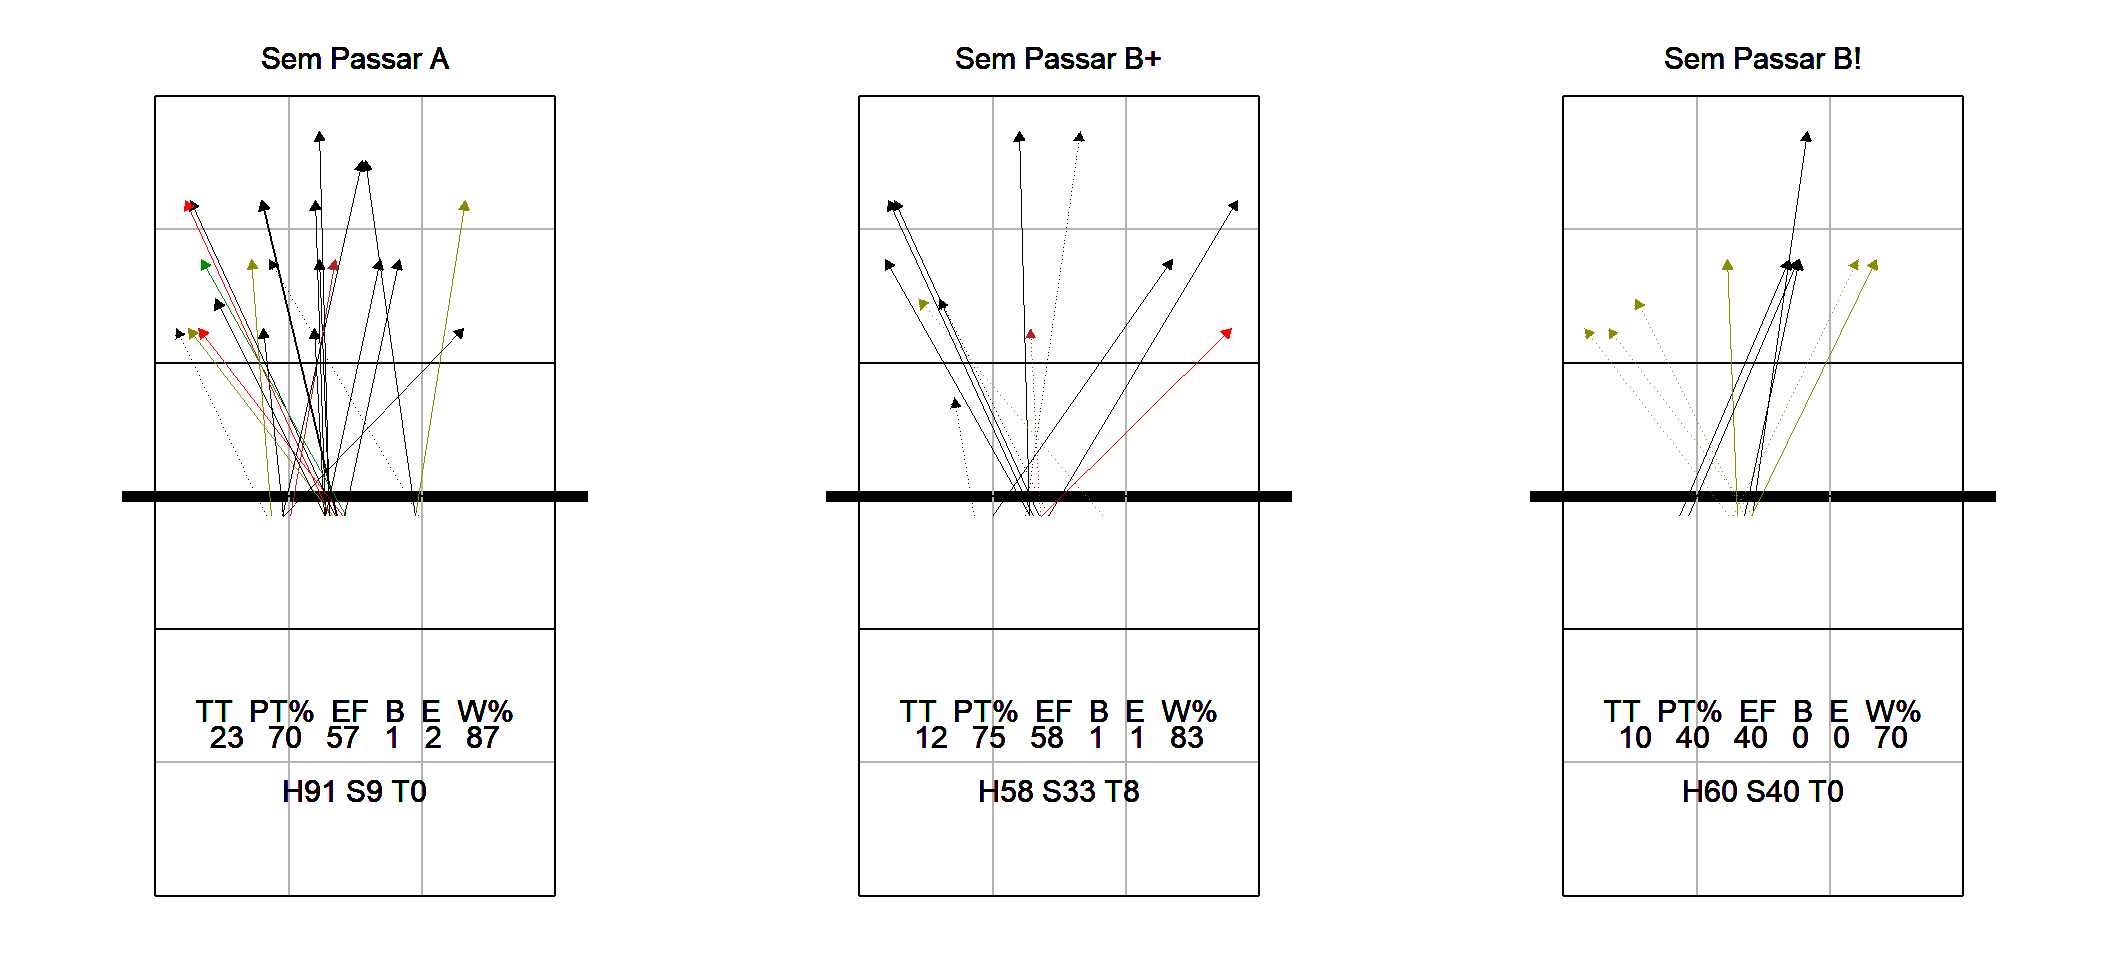 Sem Passar A
TT PT% EF B E W%
23 70 57 1 2 87
H91 S9 T0
Sem Passar B+
TT PT% EF B E W%
12 75 58 1 1 83
H58 S33 T8
Sem Passar B!
TT PT% EF B E W%
10 40 40 0 0 70
H60 S40 T0